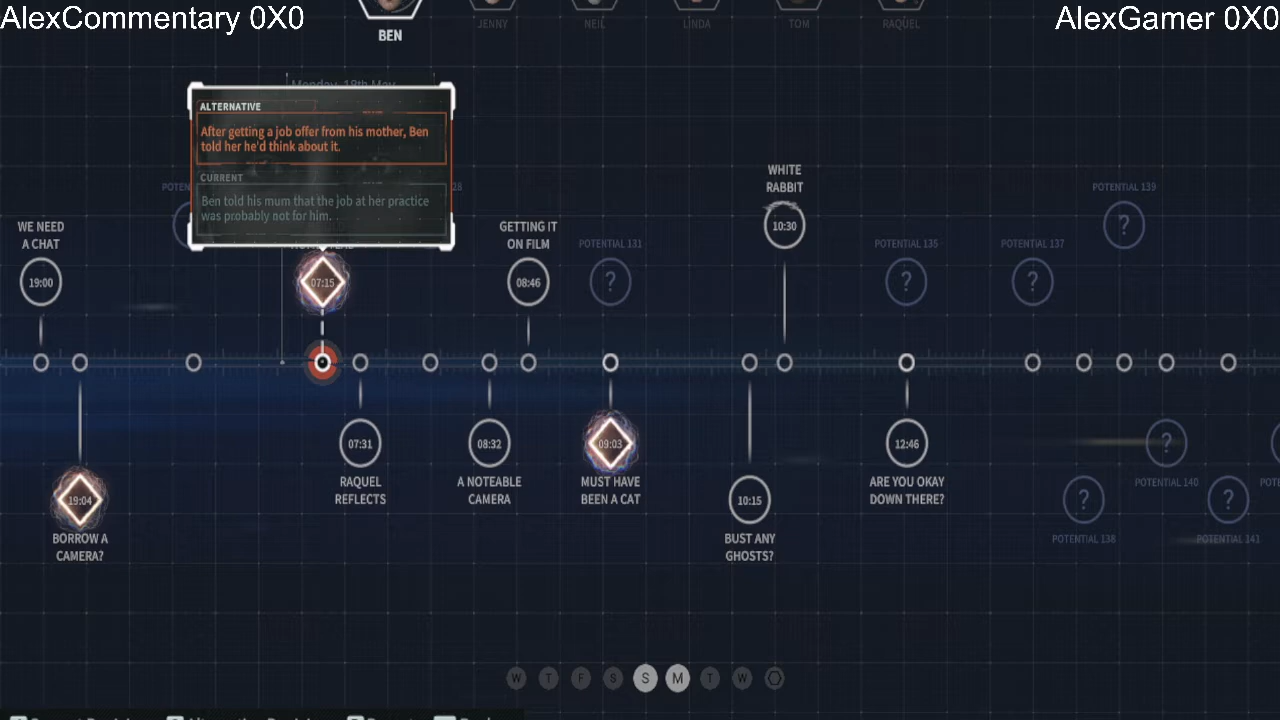 AlexCommentary 0X0
AlexGamer 0X0
BEN
JENNY
NEIL
LINDA
TOM
RAQUEL
Monday, 18th May
ALTERNATIVE
After getting a job offer from his mother, Ben
told her he'd think about it.
CURRENT
Ben told his mum that the job at her practice
was probably not for him.
WHITE
RABBIT
10:30
POTENTIAL 139
?
WE NEED
A CHAT
19:00
07:15
GETTING IT
ON FILM
08:46
POTENTIAL 131
?
POTENTIAL 135
?
POTENTIAL 137
?
19:04
BORROW A
CAMERA?
07:31
RAQUEL
REFLECTS
08:32
A NOTEABLE
CAMERA
09:03
MUST HAVE
BEEN A CAT
10:15
BUST ANY
GHOSTS?
12:46
ARE YOU OKAY
DOWN THERE?
?
POTENTIAL 138
?
POTENTIAL 140
?
POTENTIAL 141
W T F S S M T W